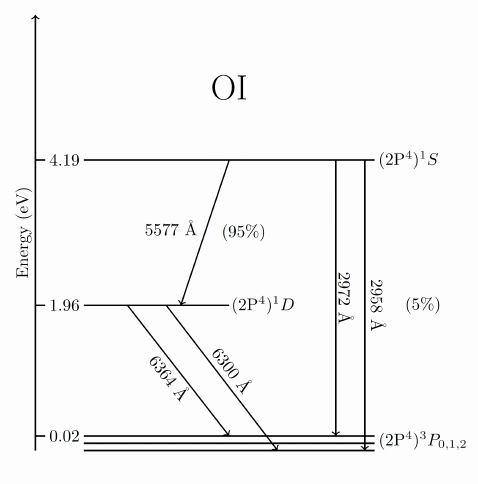 OI
4.19
(2P⁴)¹S
5577 Å
(95%)
Energy (eV)
2972 Å
2958 Å
(5%)
1.96
(2P⁴)¹D
6364 Å
6300 Å
0.02
(2P⁴)³P₀,₁,₂